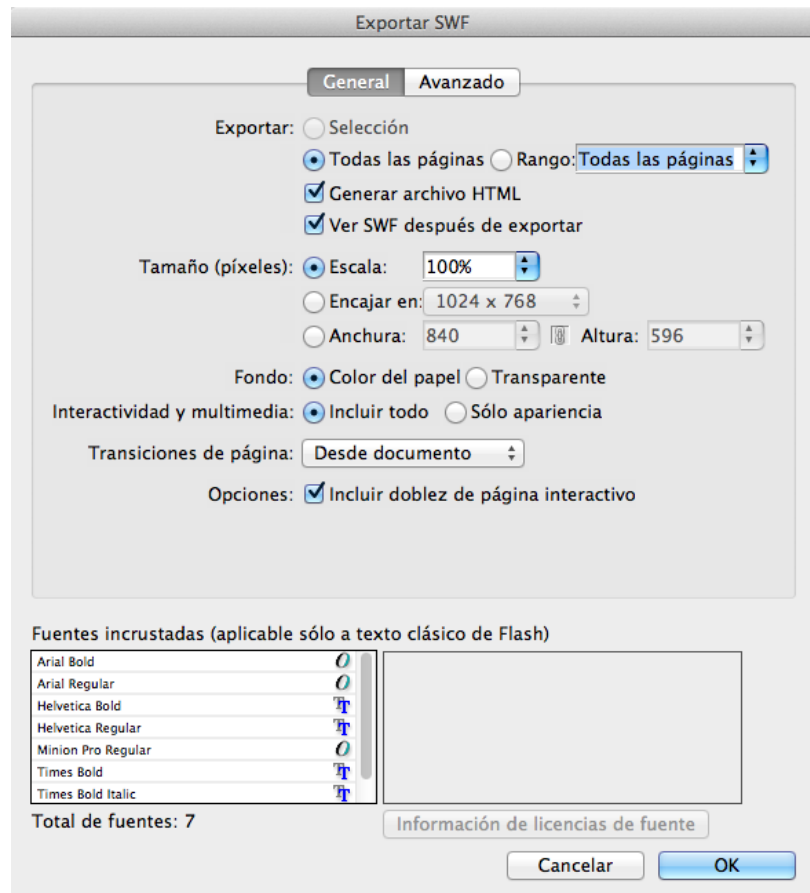 Exportar SWF
General Avanzado
Exportar: Selección
Todas las páginas Rango: Todas las páginas
Generar archivo HTML
Ver SWF después de exportar
Tamaño (píxeles): Escala: 100%
Encajar en: 1024 x 768
Anchura: 840 Altura: 596
Fondo: Color del papel Transparente
Interactividad y multimedia: Incluir todo Sólo apariencia
Transiciones de página: Desde documento
Opciones: Incluir doblez de página interactivo
Fuentes incrustadas (aplicable sólo a texto clásico de Flash)
Arial Bold
Arial Regular
Helvetica Bold
Helvetica Regular
Minion Pro Regular
Times Bold
Times Bold Italic
Total de fuentes: 7
Información de licencias de fuente
Cancelar OK